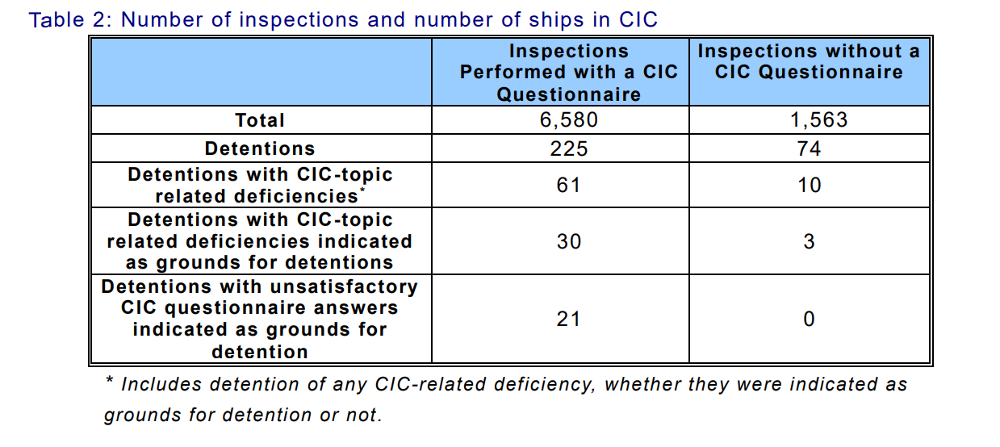 Table 2: Number of inspections and number of ships in CIC
Inspections
Performed with a CIC
Questionnaire
Inspections without a
CIC Questionnaire
Total
6,580
1,563
Detentions
225
74
Detentions with CIC-topic
related deficiencies*
61
10
Detentions with CIC-topic
related deficiencies indicated
as grounds for detentions
30
3
Detentions with unsatisfactory
CIC questionnaire answers
indicated as grounds for
detention
21
0
* Includes detention of any CIC-related deficiency, whether they were indicated as
grounds for detention or not.